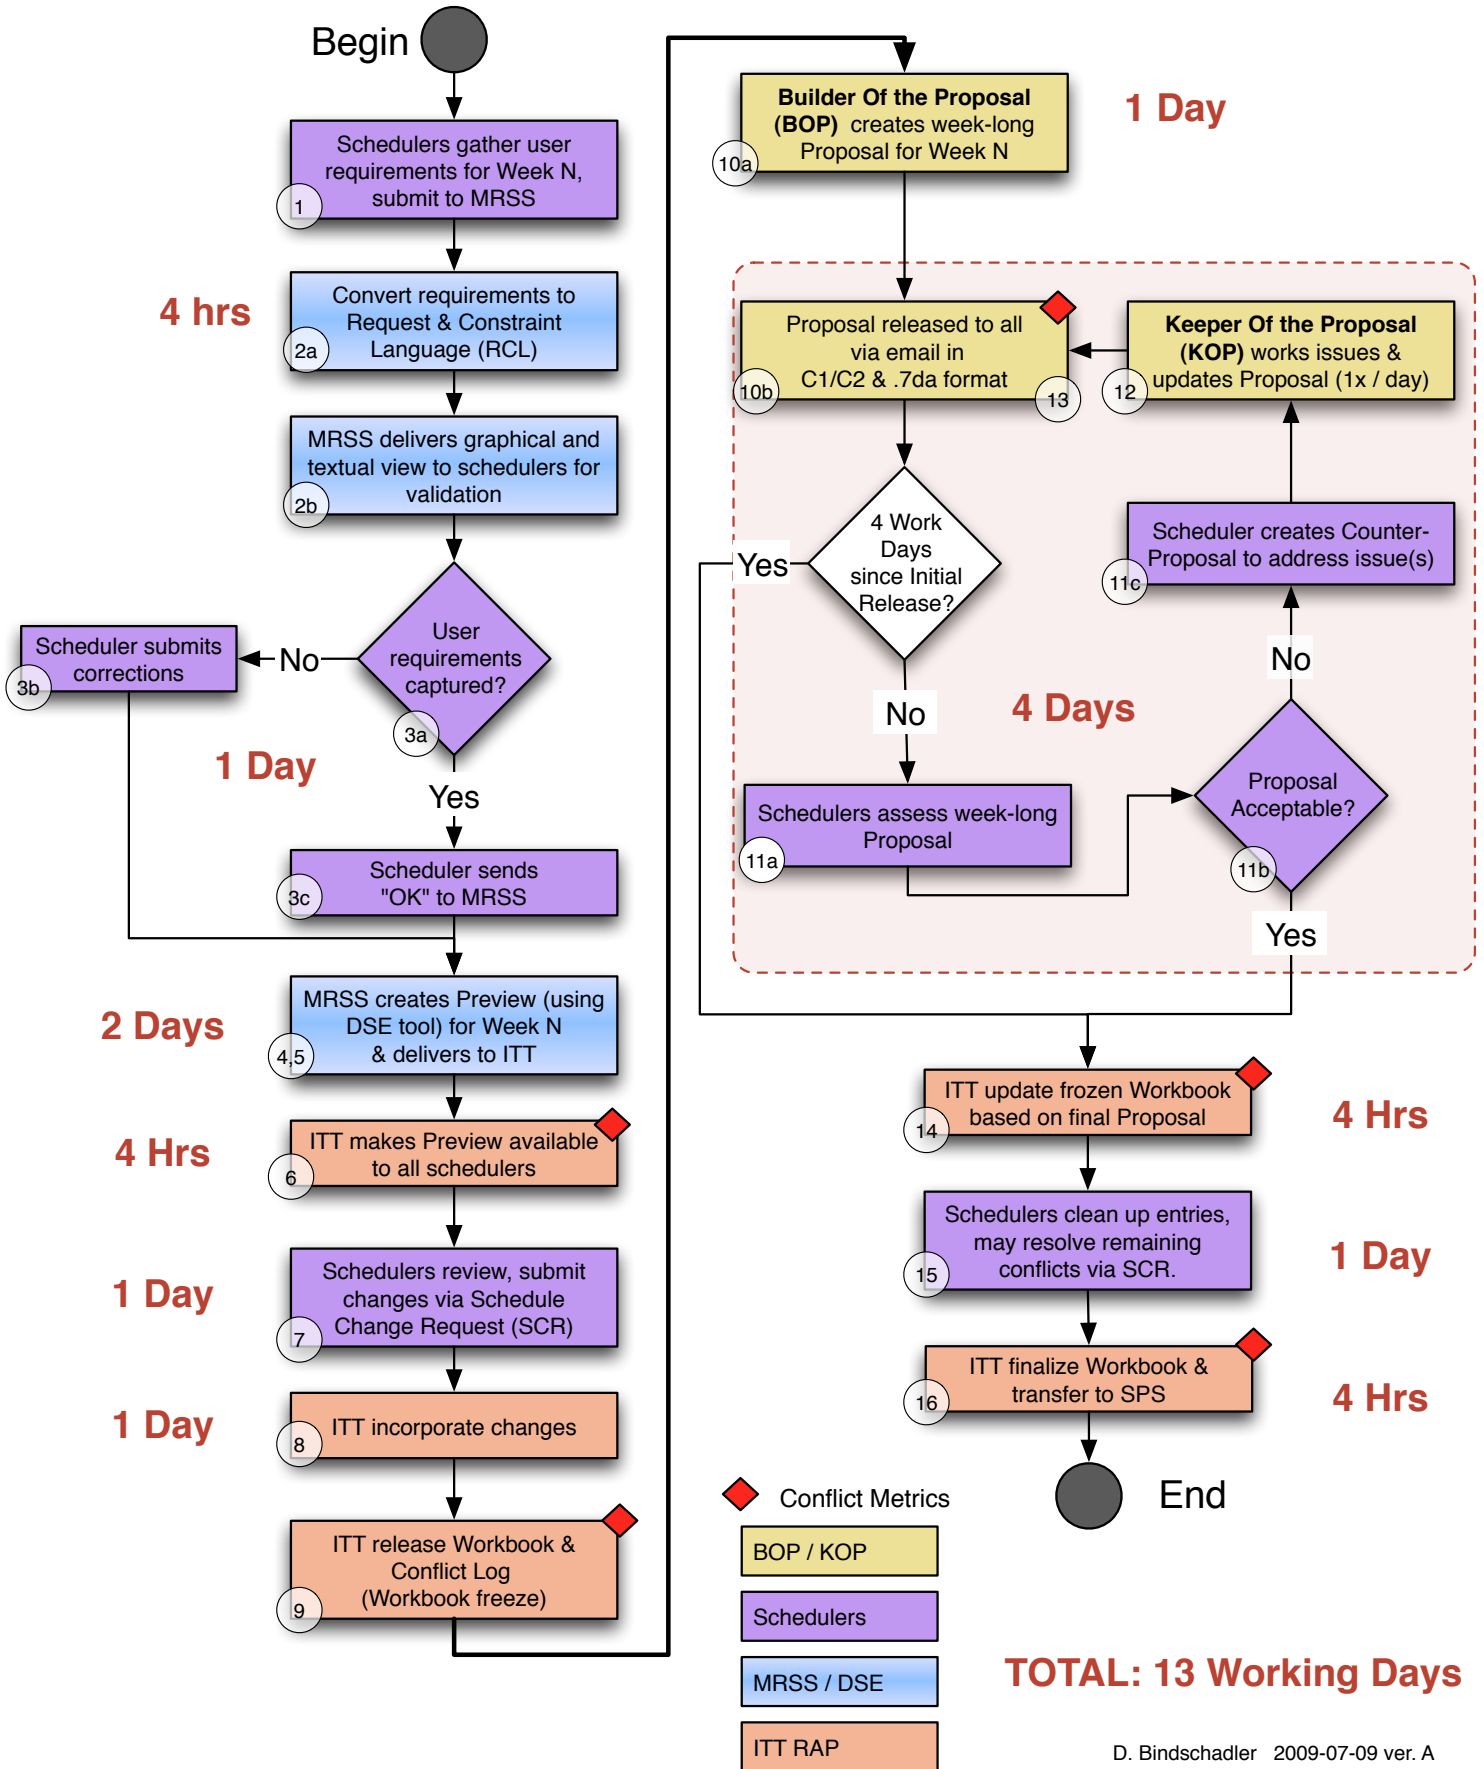 Begin
Schedulers gather user
requirements for Week N,
submit to MRSS
1
4 hrs
Convert requirements to
Request & Constraint
Language (RCL)
2a
MRSS delivers graphical and
textual view to schedulers for
validation
2b
User
requirements
captured?
3a
No
Scheduler submits
corrections
3b
1 Day
Yes
Scheduler sends
"OK" to MRSS
3c
2 Days
MRSS creates Preview (using
DSE tool) for Week N
& delivers to ITT
4,5
4 Hrs
ITT makes Preview available
to all schedulers
6
1 Day
Schedulers review, submit
changes via Schedule
Change Request (SCR)
7
1 Day
ITT incorporate changes
8
ITT release Workbook &
Conflict Log
(Workbook freeze)
9
Builder Of the Proposal
(BOP) creates week-long
Proposal for Week N
10a
1 Day
Proposal released to all
via email in
C1/C2 & .7da format
10b
13
Keeper Of the Proposal
(KOP) works issues &
updates Proposal (1x / day)
12
4 Work
Days
since Initial
Release?
Yes
No
Scheduler creates Counter-
Proposal to address issue(s)
11c
No
4 Days
Schedulers assess week-long
Proposal
11a
Proposal
Acceptable?
11b
Yes
ITT update frozen Workbook
based on final Proposal
14
4 Hrs
Schedulers clean up entries,
may resolve remaining
conflicts via SCR.
15
1 Day
ITT finalize Workbook &
transfer to SPS
16
4 Hrs
End
Conflict Metrics
BOP / KOP
Schedulers
MRSS / DSE
ITT RAP
TOTAL: 13 Working Days
D. Bindschadler 2009-07-09 ver. A